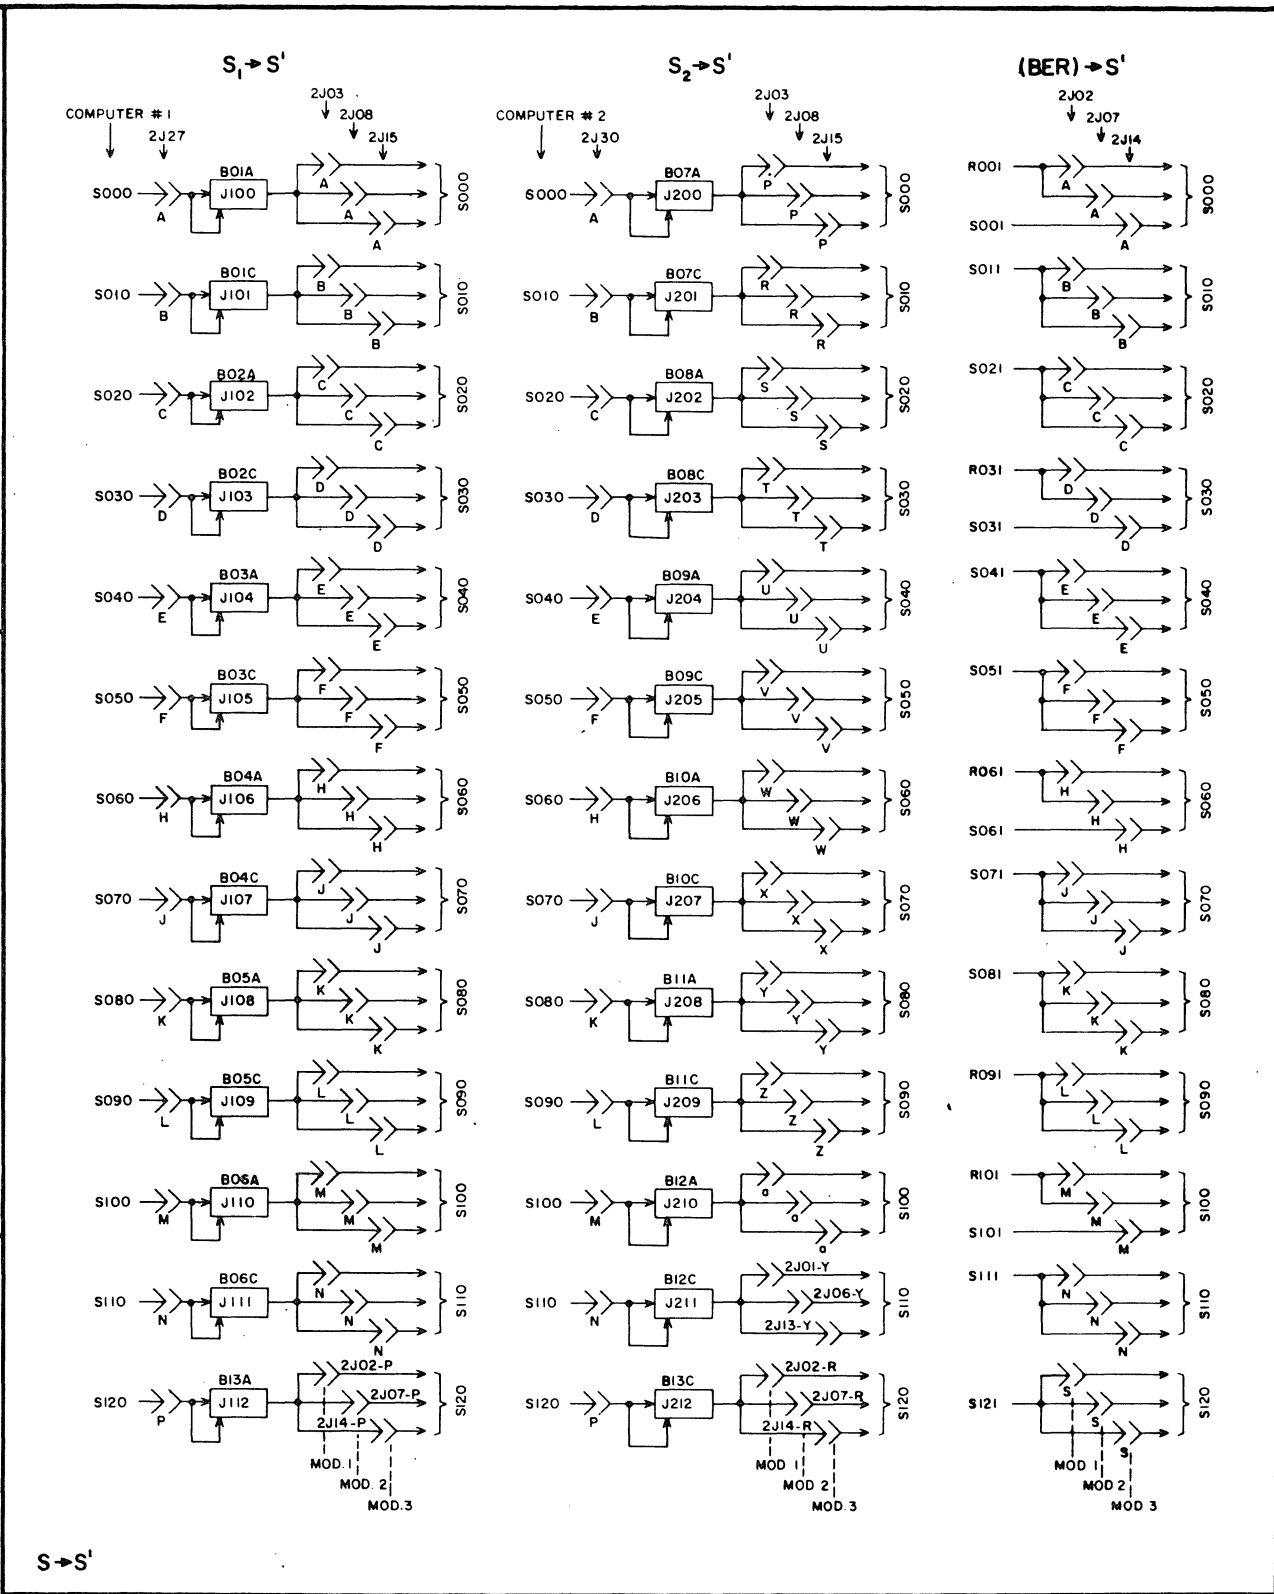 S₁→S' S₂→S' (BER)→S'
COMPUTER #1 2J27 2J03 2J08 2J15
COMPUTER #2 2J30 2J03 2J08 2J15
2J02 2J07 2J14
S000 A B01A J100 A A A S000
S000 A B07A J200 P P P S000
R001 S001 A A A S000
S010 B B01C J101 B B B S010
S010 B B07C J201 R R R S010
S011 B B B S010
S020 C B02A J102 C C C S020
S020 C B08A J202 S S S S020
S021 C C C S020
S030 D B02C J103 D D D S030
S030 D B08C J203 T T T S030
R031 S031 D D D S030
S040 E B03A J104 E E E S040
S040 E B09A J204 U U U S040
S041 E E E S040
S050 F B03C J105 F F F S050
S050 F B09C J205 V V V S050
S051 F F F S050
S060 H B04A J106 H H H S060
S060 H B10A J206 W W W S060
R061 S061 H H H S060
S070 J B04C J107 J J J S070
S070 J B10C J207 X X X S070
S071 J J J S070
S080 K B05A J108 K K K S080
S080 K B11A J208 Y Y Y S080
S081 K K K S080
S090 L B05C J109 L L L S090
S090 L B11C J209 Z Z Z S090
R091 L L L S090
S100 M B06A J110 M M M S100
S100 M B12A J210 a a a S100
R101 S101 M M M S100
S110 N B06C J111 N N N S110
S110 N B12C J211 2J01-Y 2J06-Y 2J13-Y S110
S111 N N N S110
S120 P B13A J112 2J02-P 2J07-P 2J14-P S120
S120 P B13C J212 2J02-R 2J07-R 2J14-R S120
S121 S S S S120
MOD. 1 MOD. 2 MOD.3
MOD 1 MOD 2 MOD 3
MOD 1 MOD 2 MOD 3
S→S'